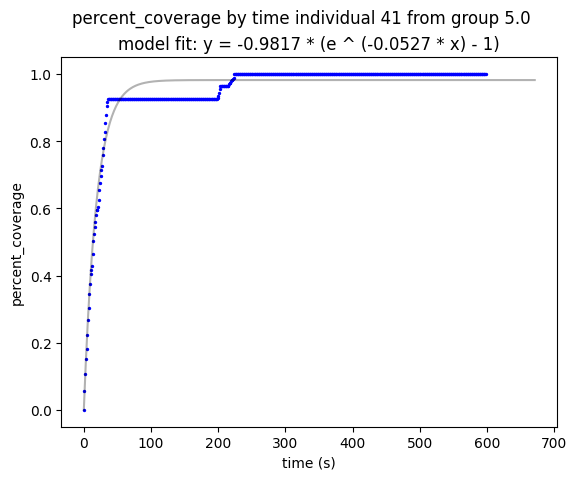 percent_coverage by time individual 41 from group 5.0
model fit: y = -0.9817 * (e ^ (-0.0527 * x) - 1)
1.0
0.8
0.6
0.4
0.2
0.0
percent_coverage
0 100 200 300 400 500 600 700
time (s)